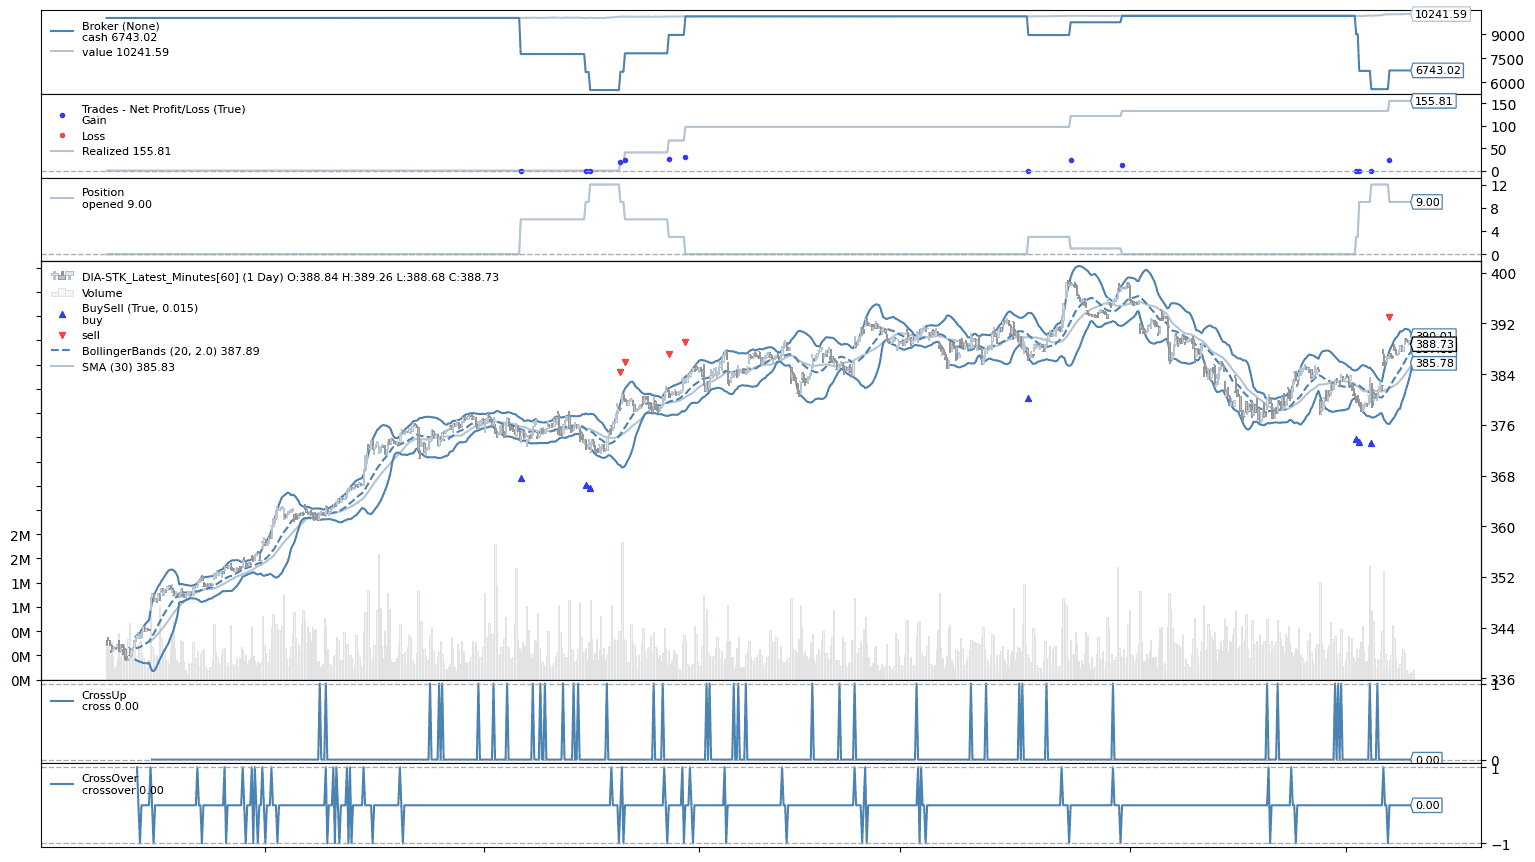 Broker (None)
cash 6743.02
value 10241.59
10241.59
9000
7500
6743.02
6000
Trades - Net Profit/Loss (True)
Gain
Loss
Realized 155.81
155.81
150
100
50
0
Position
opened 9.00
12
9.00
8
4
0
DIA-STK_Latest_Minutes[60] (1 Day) O:388.84 H:389.26 L:388.68 C:388.73
Volume
BuySell (True, 0.015)
buy
sell
BollingerBands (20, 2.0) 387.89
SMA (30) 385.83
400
392
388.73
385.78
384
376
368
360
352
344
336
2M
2M
1M
1M
0M
0M
0M
CrossUp
cross 0.00
1
0.00
0
CrossOver
crossover 0.00
1
0.00
−1